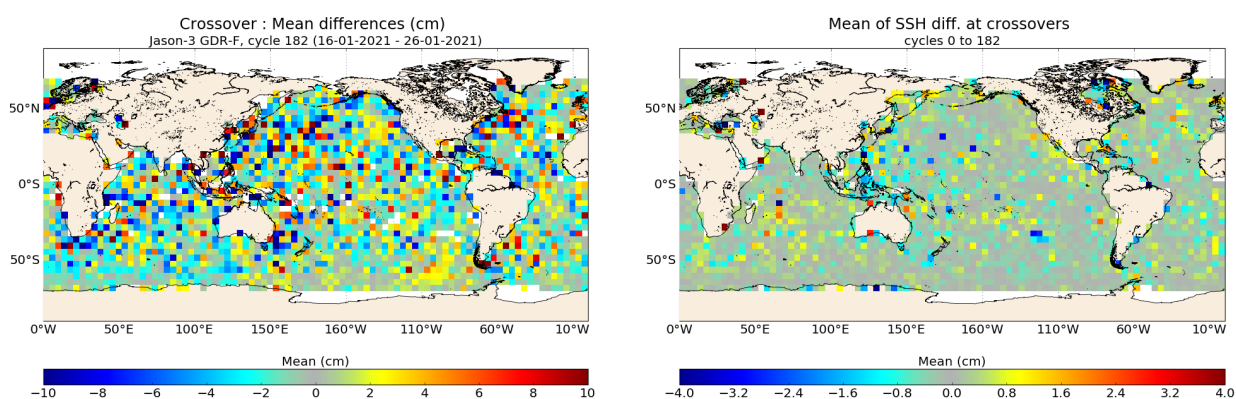 Crossover : Mean differences (cm)
Jason-3 GDR-F, cycle 182 (16-01-2021 - 26-01-2021)
50°N
0°S
50°S
0°W 50°E 100°E 150°E 160°W 110°W 60°W 10°W
Mean (cm)
−10 −8 −6 −4 −2 0 2 4 6 8 10
Mean of SSH diff. at crossovers
cycles 0 to 182
50°N
0°S
50°S
0°W 50°E 100°E 150°E 160°W 110°W 60°W 10°W
Mean (cm)
−4.0 −3.2 −2.4 −1.6 −0.8 0.0 0.8 1.6 2.4 3.2 4.0